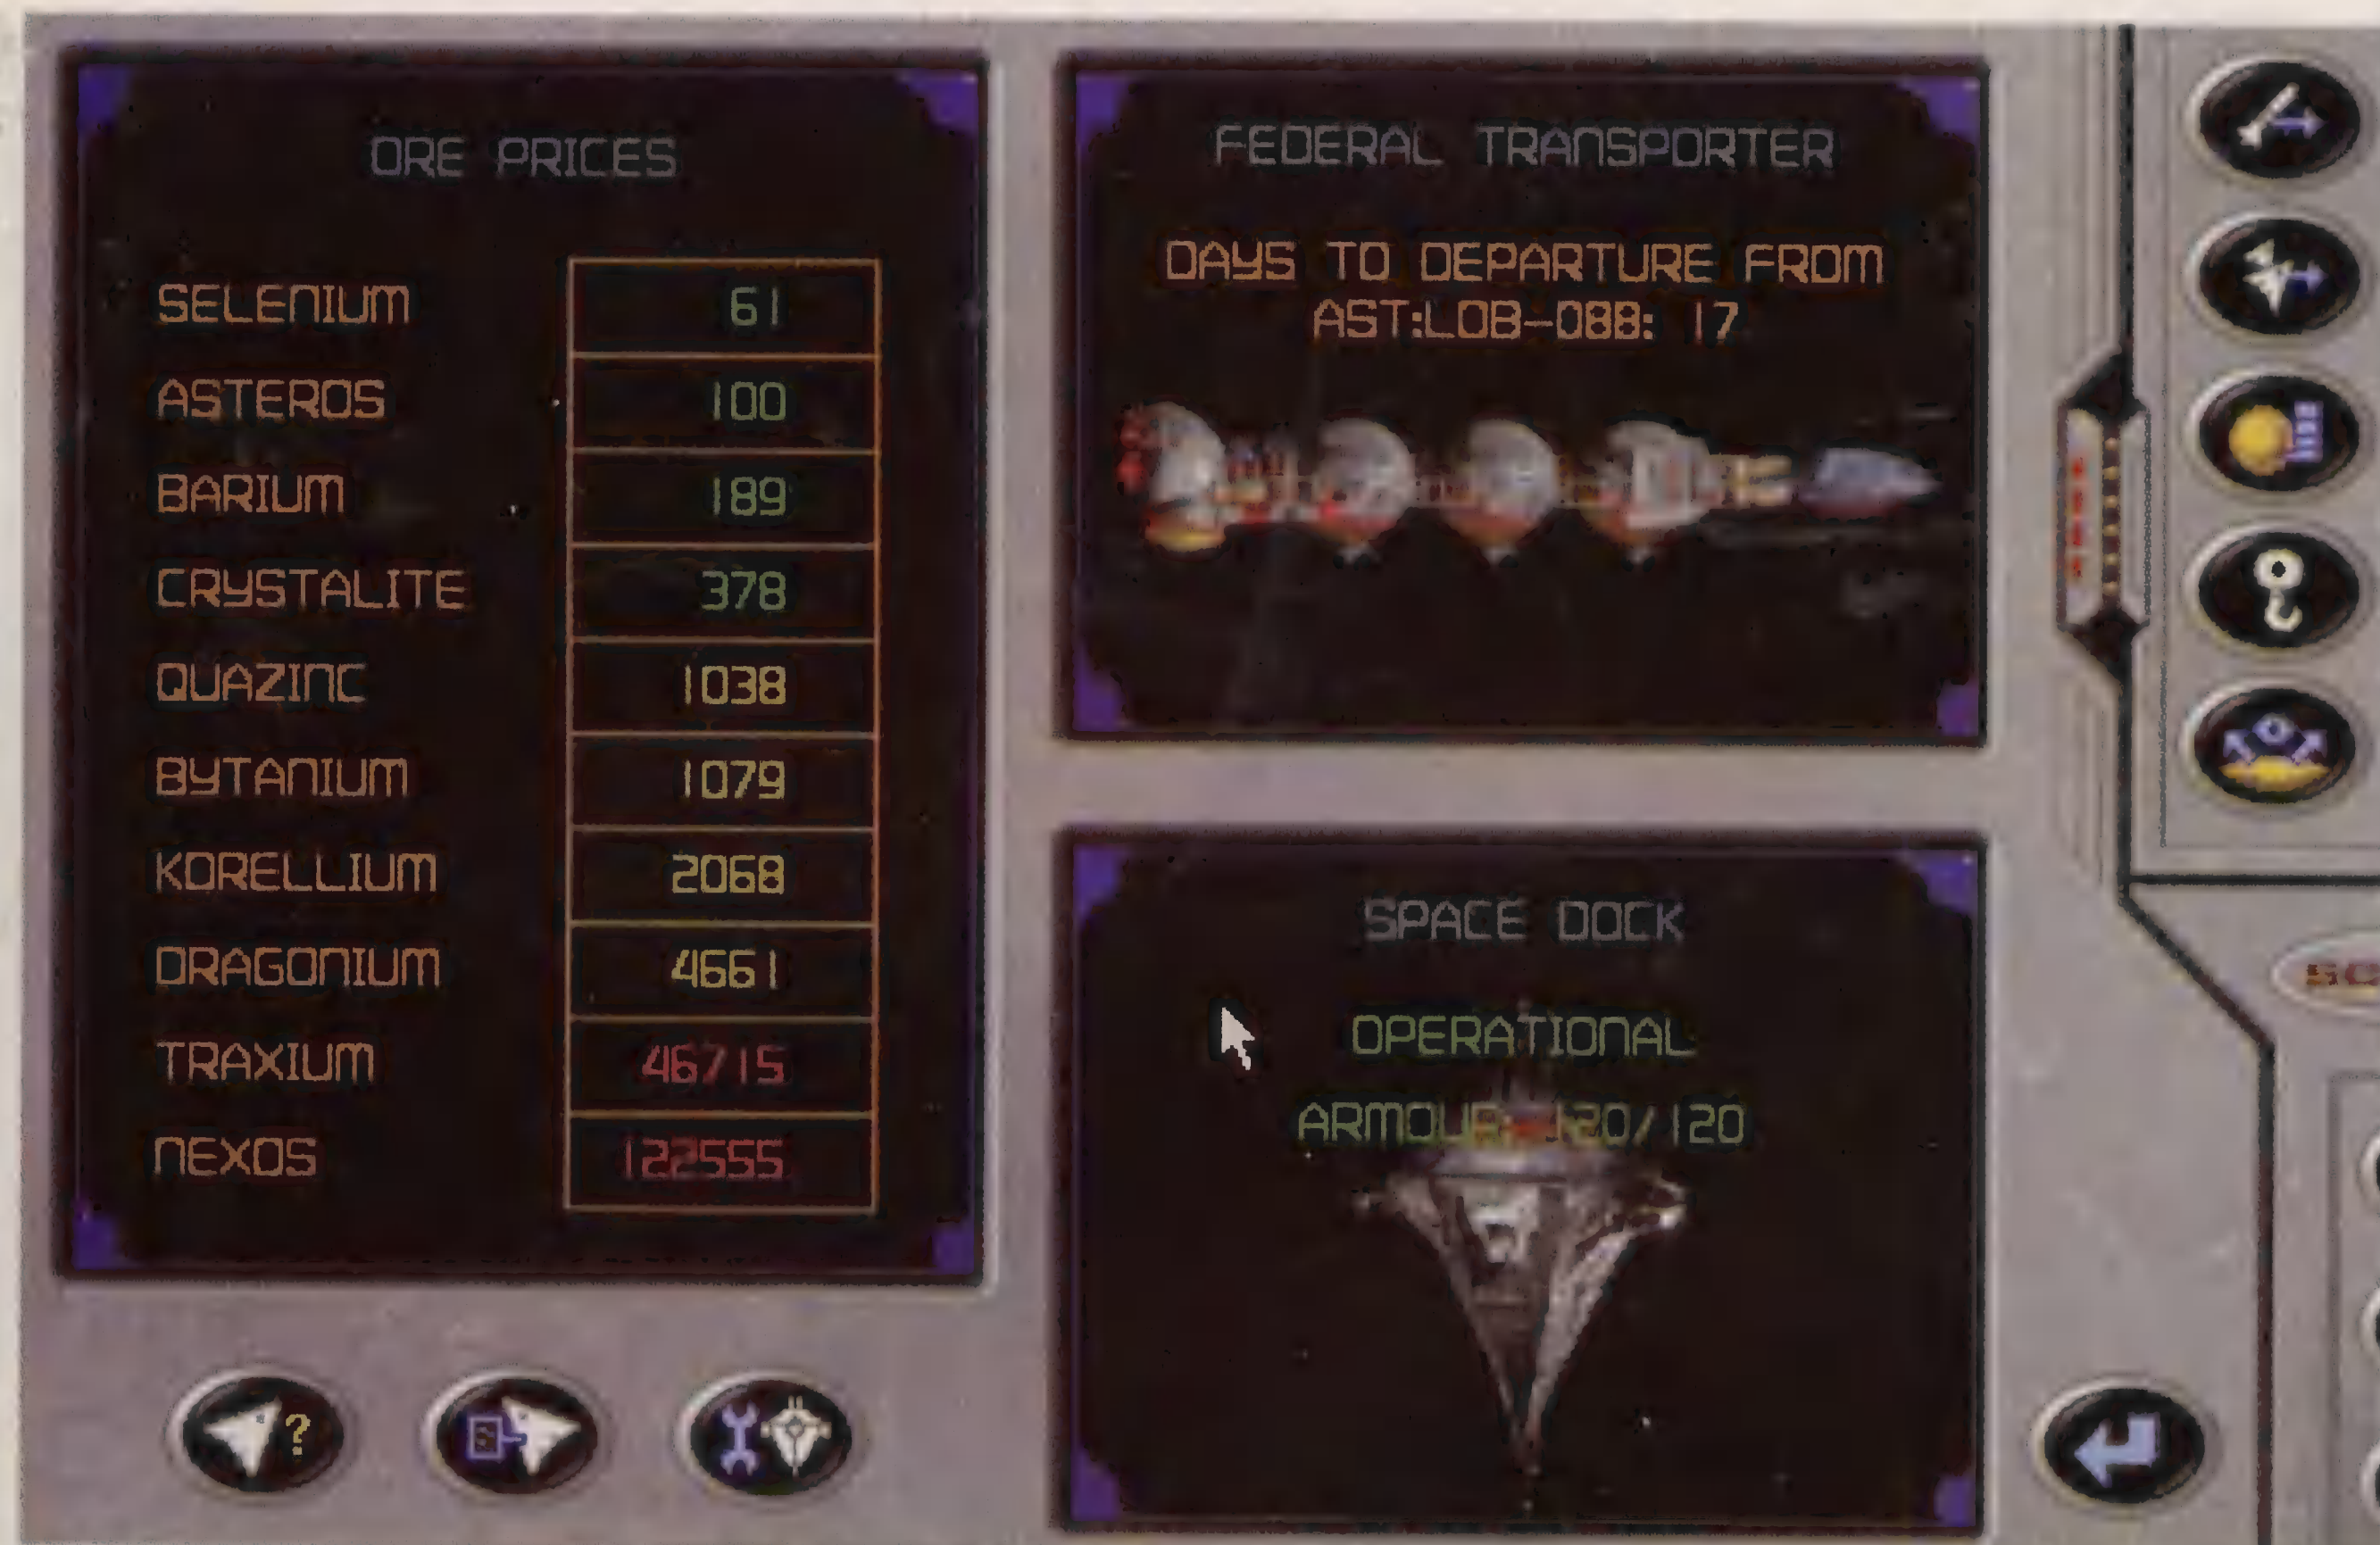 ORE PRICES
SELENIUM 61
ASTEROS 100
BARIUM 189
CRYSTALITE 378
QUAZINC 1038
BYTANIUM 1079
KORELLIUM 2068
DRAGONIUM 4661
TRAXIUM 46715
NEXOS 122555
FEDERAL TRANSPORTER
DAYS TO DEPARTURE FROM
AST:LOB-088: 17
SPACE DOCK
OPERATIONAL
ARMOUR: 120/120
?